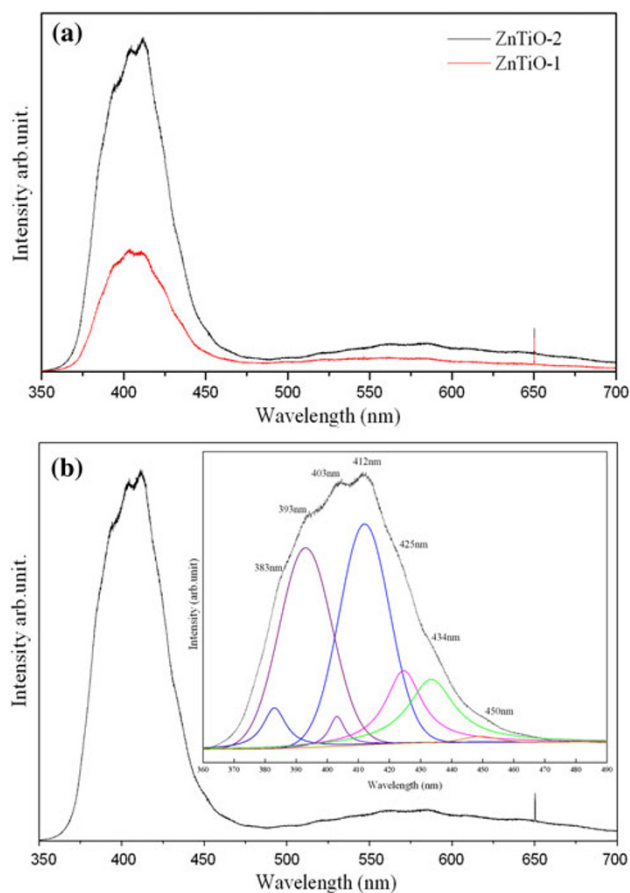 (a)
ZnTiO-2
ZnTiO-1
Intensity arb.unit.
350 400 450 500 550 600 650 700
Wavelength (nm)
(b)
412nm
403nm
393nm
425nm
383nm
434nm
450nm
Intensity (arb.unit)
360 370 380 390 400 410 420 430 440 450 460 470 480 490
Wavelength (nm)
Intensity arb.unit.
350 400 450 500 550 600 650 700
Wavelength (nm)